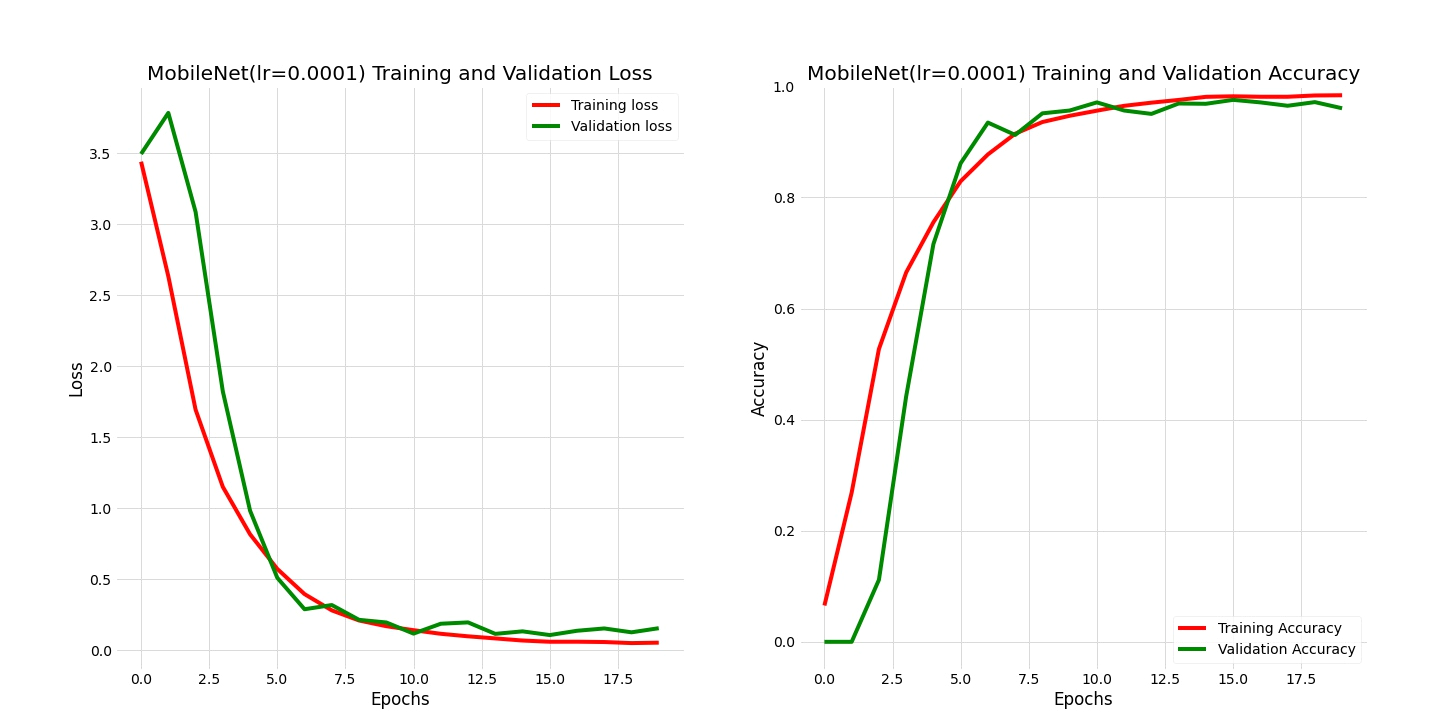 MobileNet(lr=0.0001) Training and Validation Loss
Training loss
Validation loss
3.5
3.0
2.5
2.0
1.5
1.0
0.5
0.0
Loss
0.0 2.5 5.0 7.5 10.0 12.5 15.0 17.5
Epochs
MobileNet(lr=0.0001) Training and Validation Accuracy
1.0
0.8
0.6
0.4
0.2
0.0
Accuracy
Training Accuracy
Validation Accuracy
0.0 2.5 5.0 7.5 10.0 12.5 15.0 17.5
Epochs